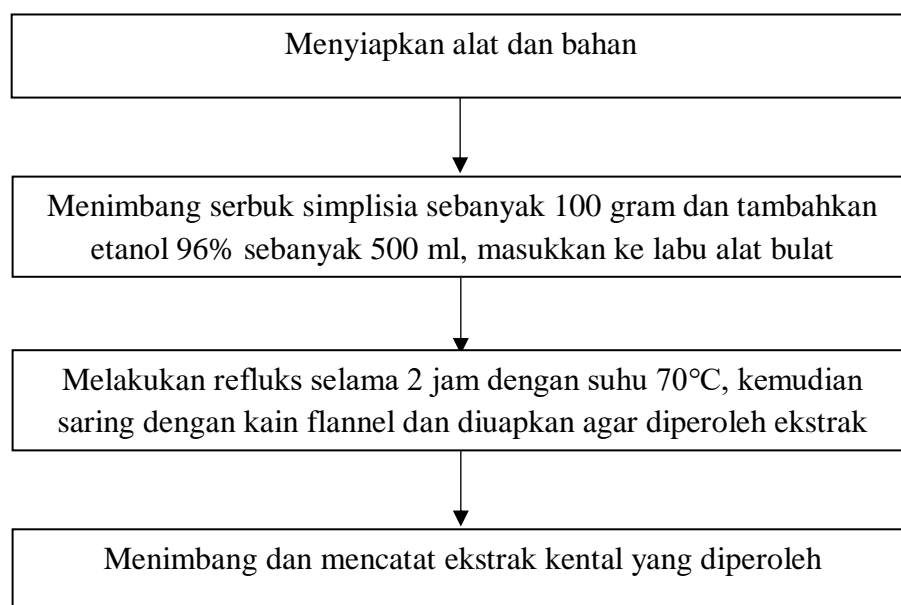 Menyiapkan alat dan bahan
Menimbang serbuk simplisia sebanyak 100 gram dan tambahkan
etanol 96% sebanyak 500 ml, masukkan ke labu alat bulat
Melakukan refluks selama 2 jam dengan suhu 70°C, kemudian
saring dengan kain flannel dan diuapkan agar diperoleh ekstrak
Menimbang dan mencatat ekstrak kental yang diperoleh